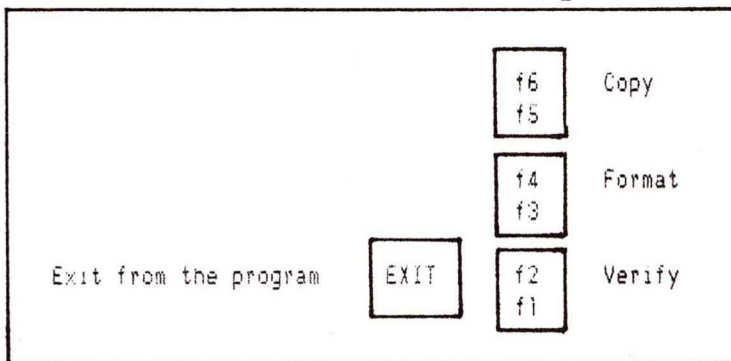 f6 Copy
f5
f4 Format
f3
Exit from the program EXIT f2 Verify
f1